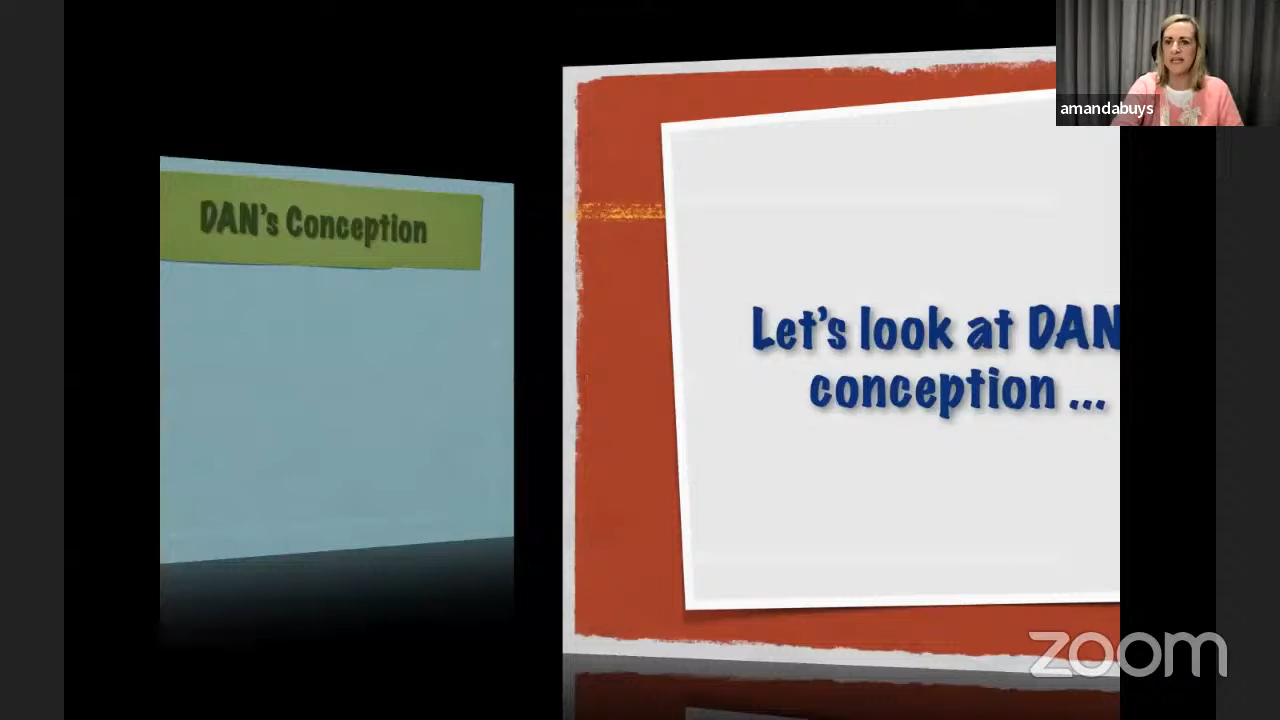 amandabuys
DAN's Conception
Let's look at DAN
conception ...
zoom